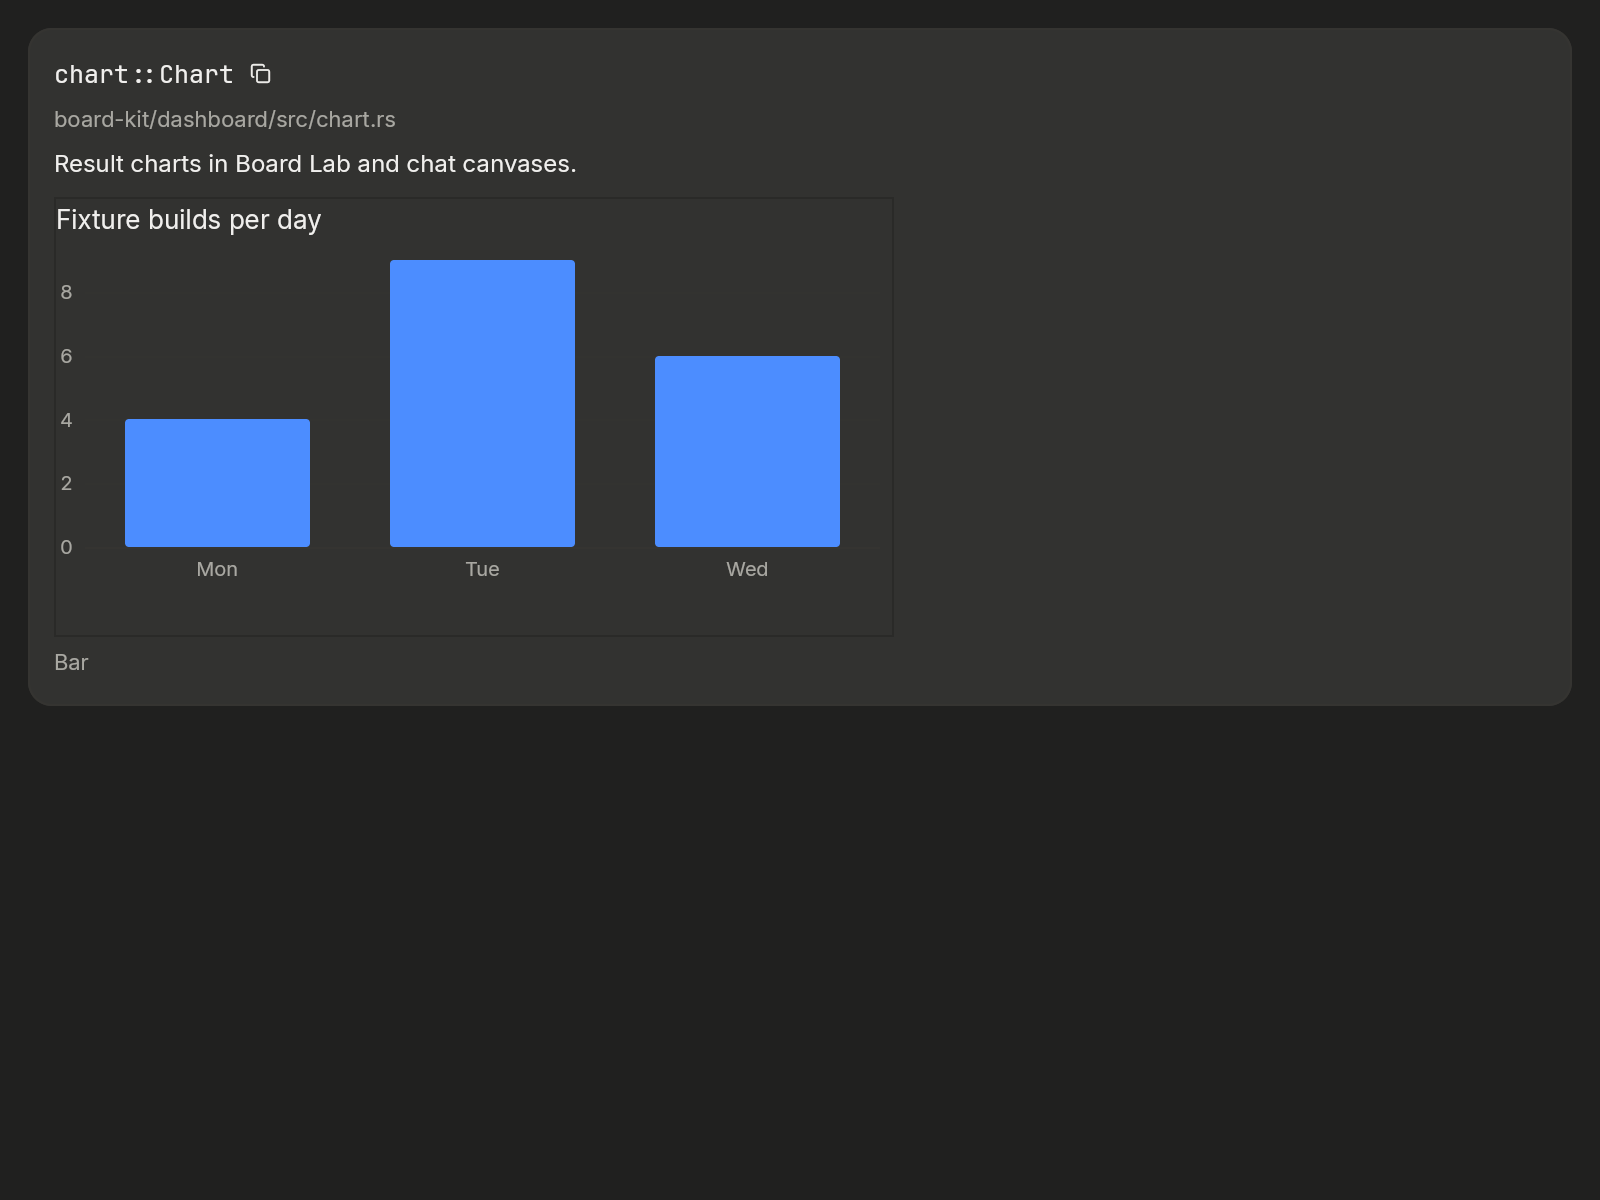 chart::Chart
board-kit/dashboard/src/chart.rs
Result charts in Board Lab and chat canvases.
Fixture builds per day
8
6
4
2
0
Mon Tue Wed
Bar